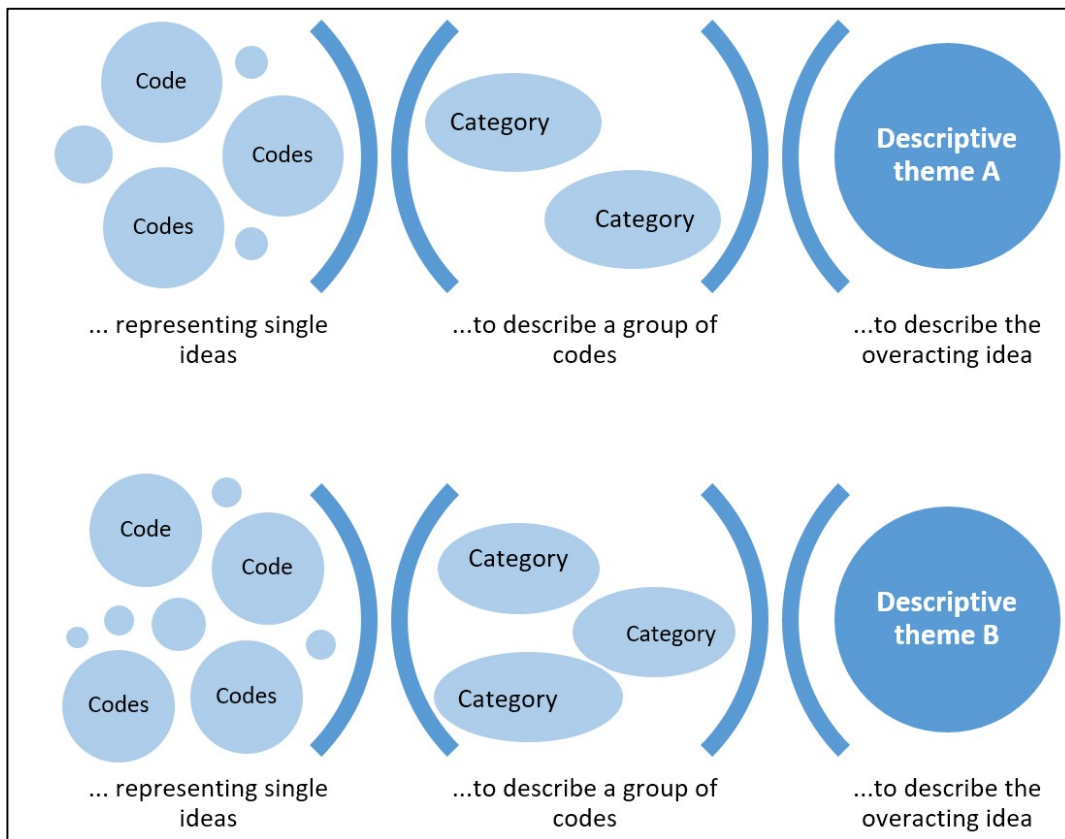 Code
Codes
Codes
Category
Category
Descriptive
theme A
... representing single
ideas
...to describe a group of
codes
...to describe the
overacting idea
Code
Code
Codes
Codes
Category
Category
Category
Descriptive
theme B
... representing single
ideas
...to describe a group of
codes
...to describe the
overacting idea